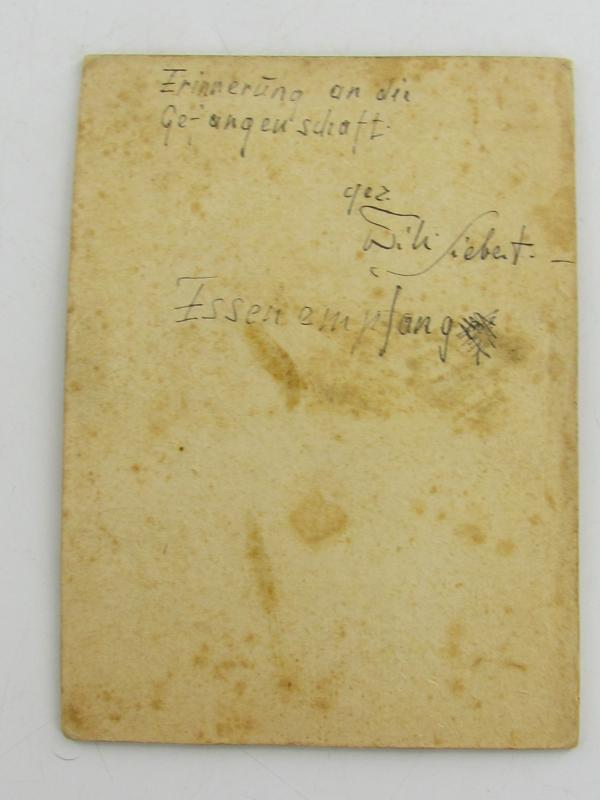 Erinnerung an die
Gefangenschaft.
gez.
Willi Siebert.
Essenempfang